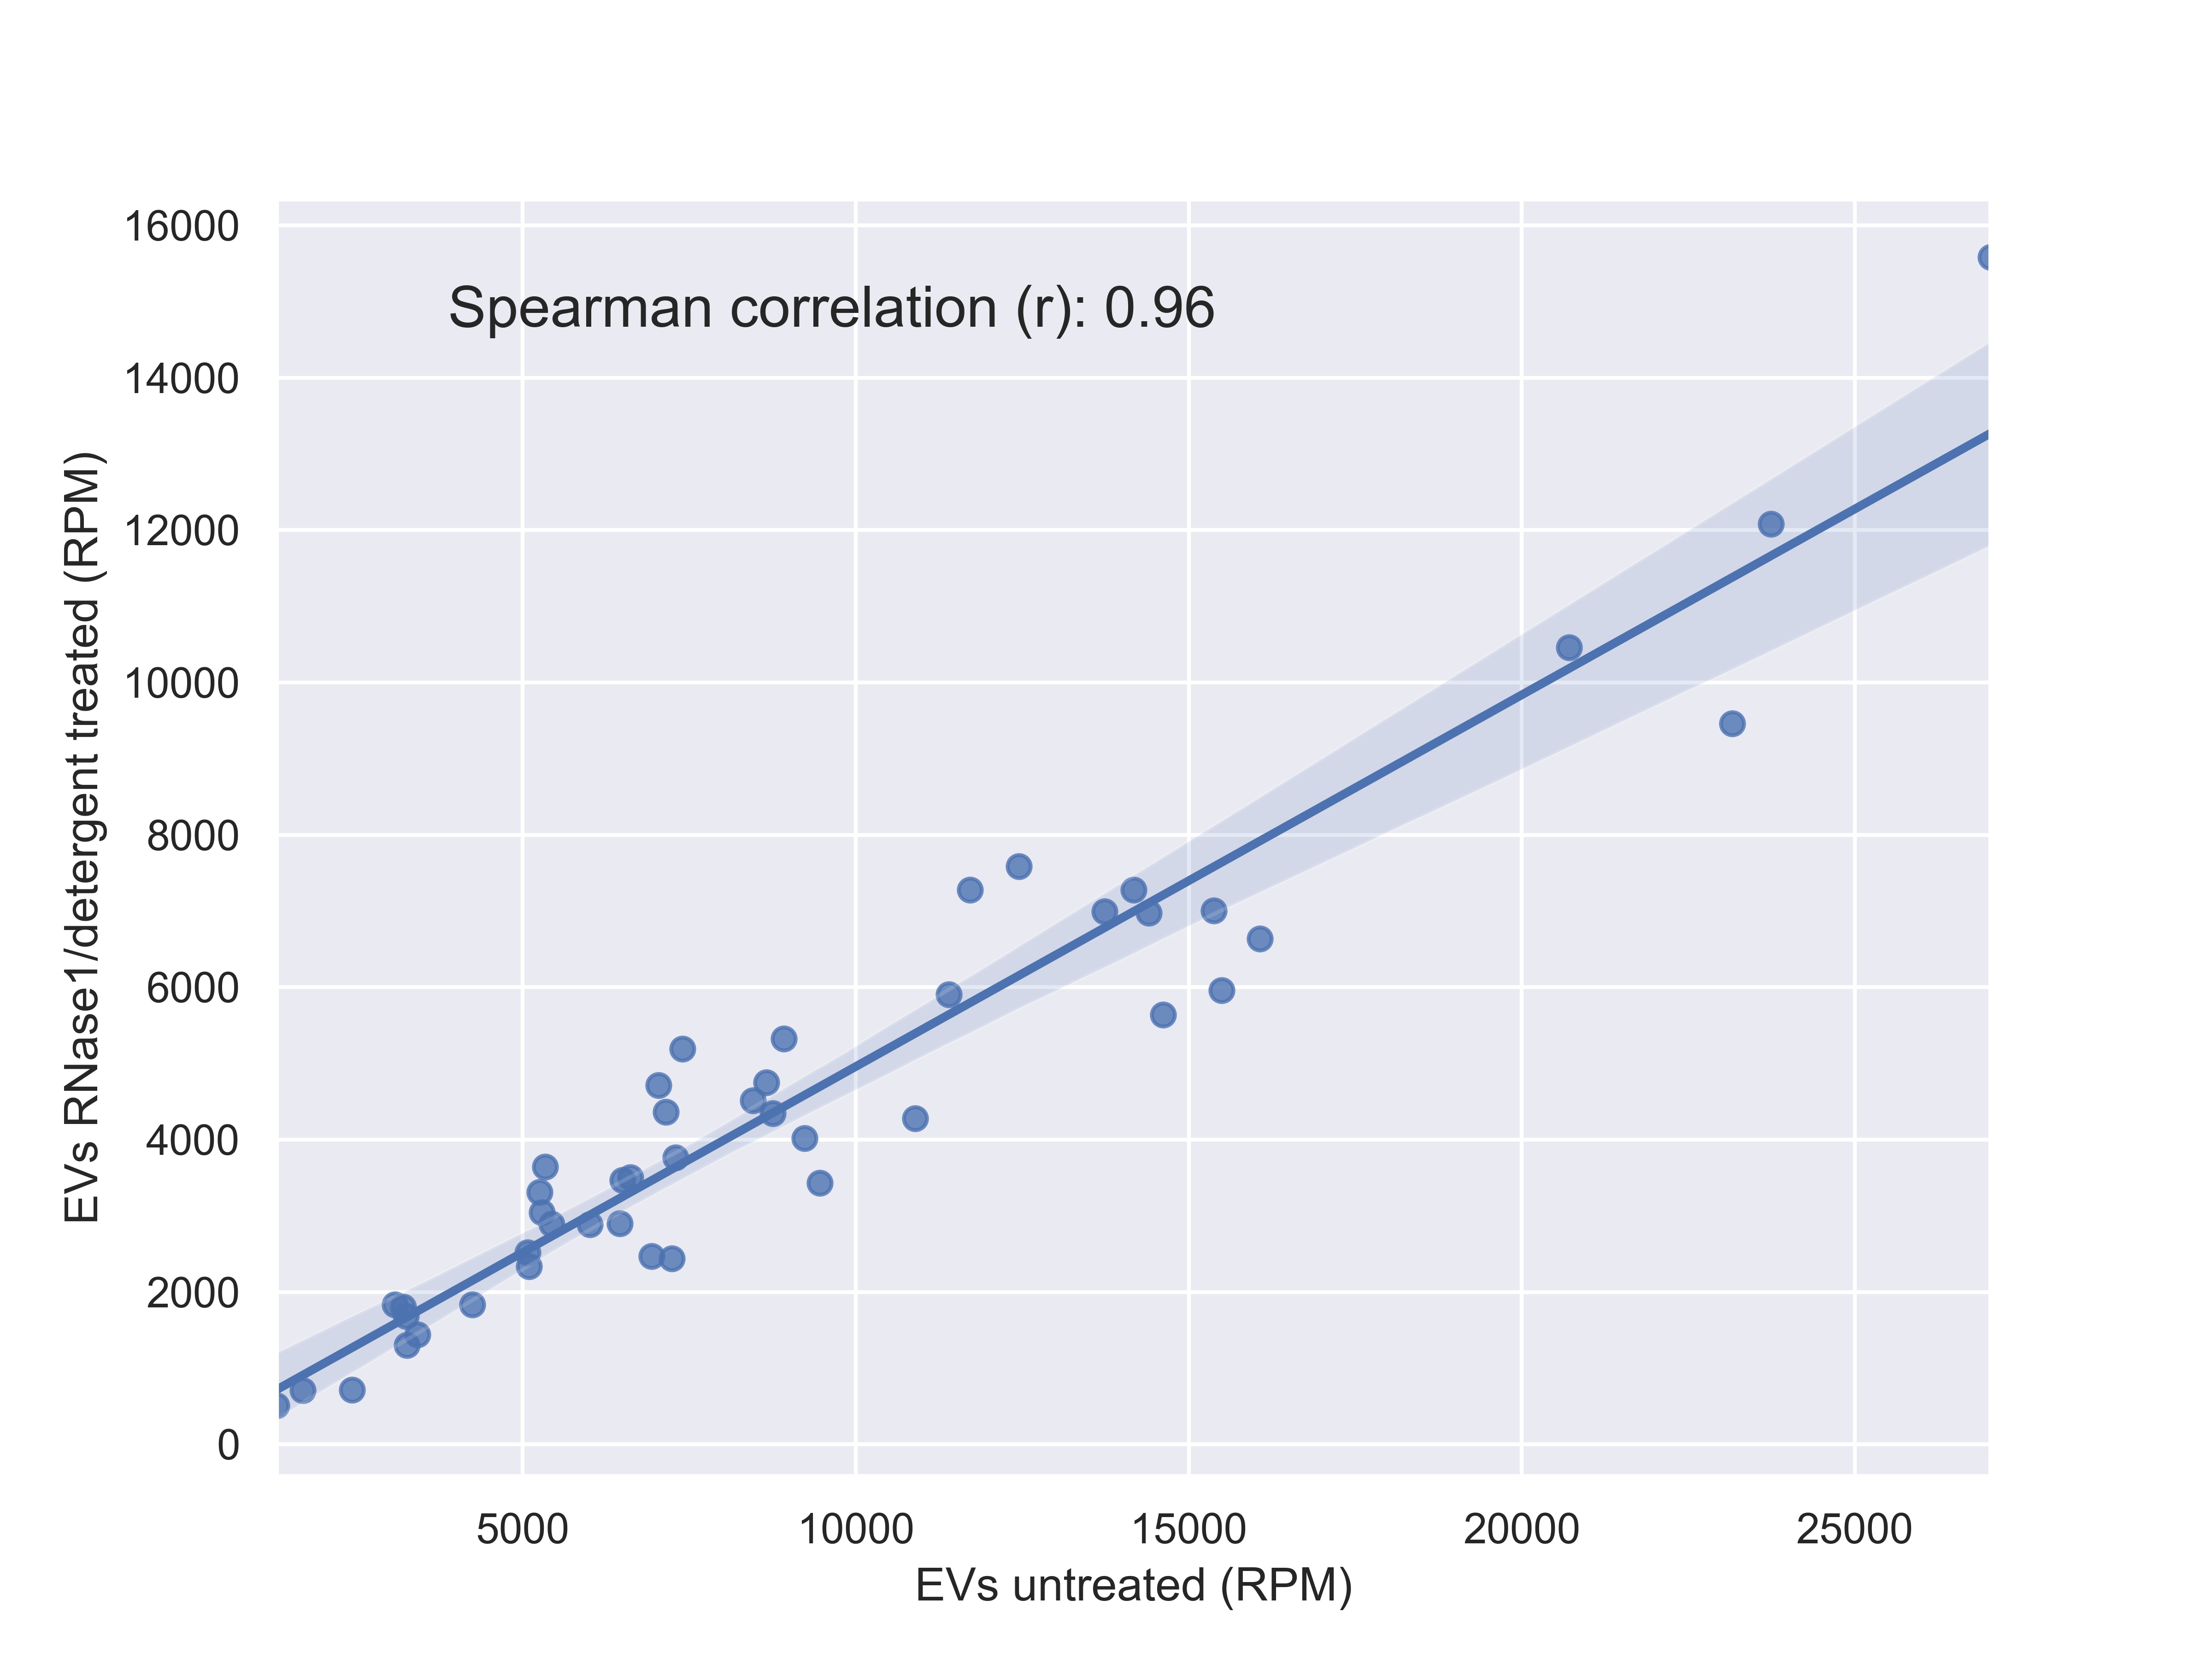 16000
Spearman correlation (r): 0.96
14000
12000
10000
8000
6000
4000
2000
0
EVs RNase1/detergent treated (RPM)
5000 10000 15000 20000 25000
EVs untreated (RPM)